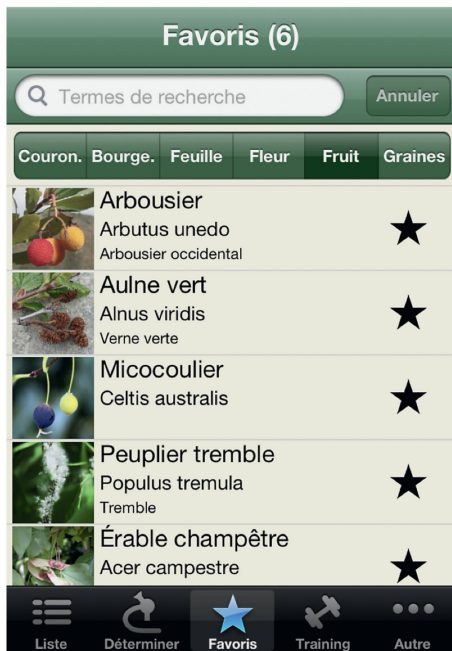 Favoris (6)
Termes de recherche
Annuler
Couron. Bourge. Feuille Fleur Fruit Graines
Arbousier
Arbutus unedo
Arbousier occidental
Aulne vert
Alnus viridis
Verne verte
Micocoulier
Celtis australis
Peuplier tremble
Populus tremula
Tremble
Érable champêtre
Acer campestre
Liste Déterminer Favoris Training Autre